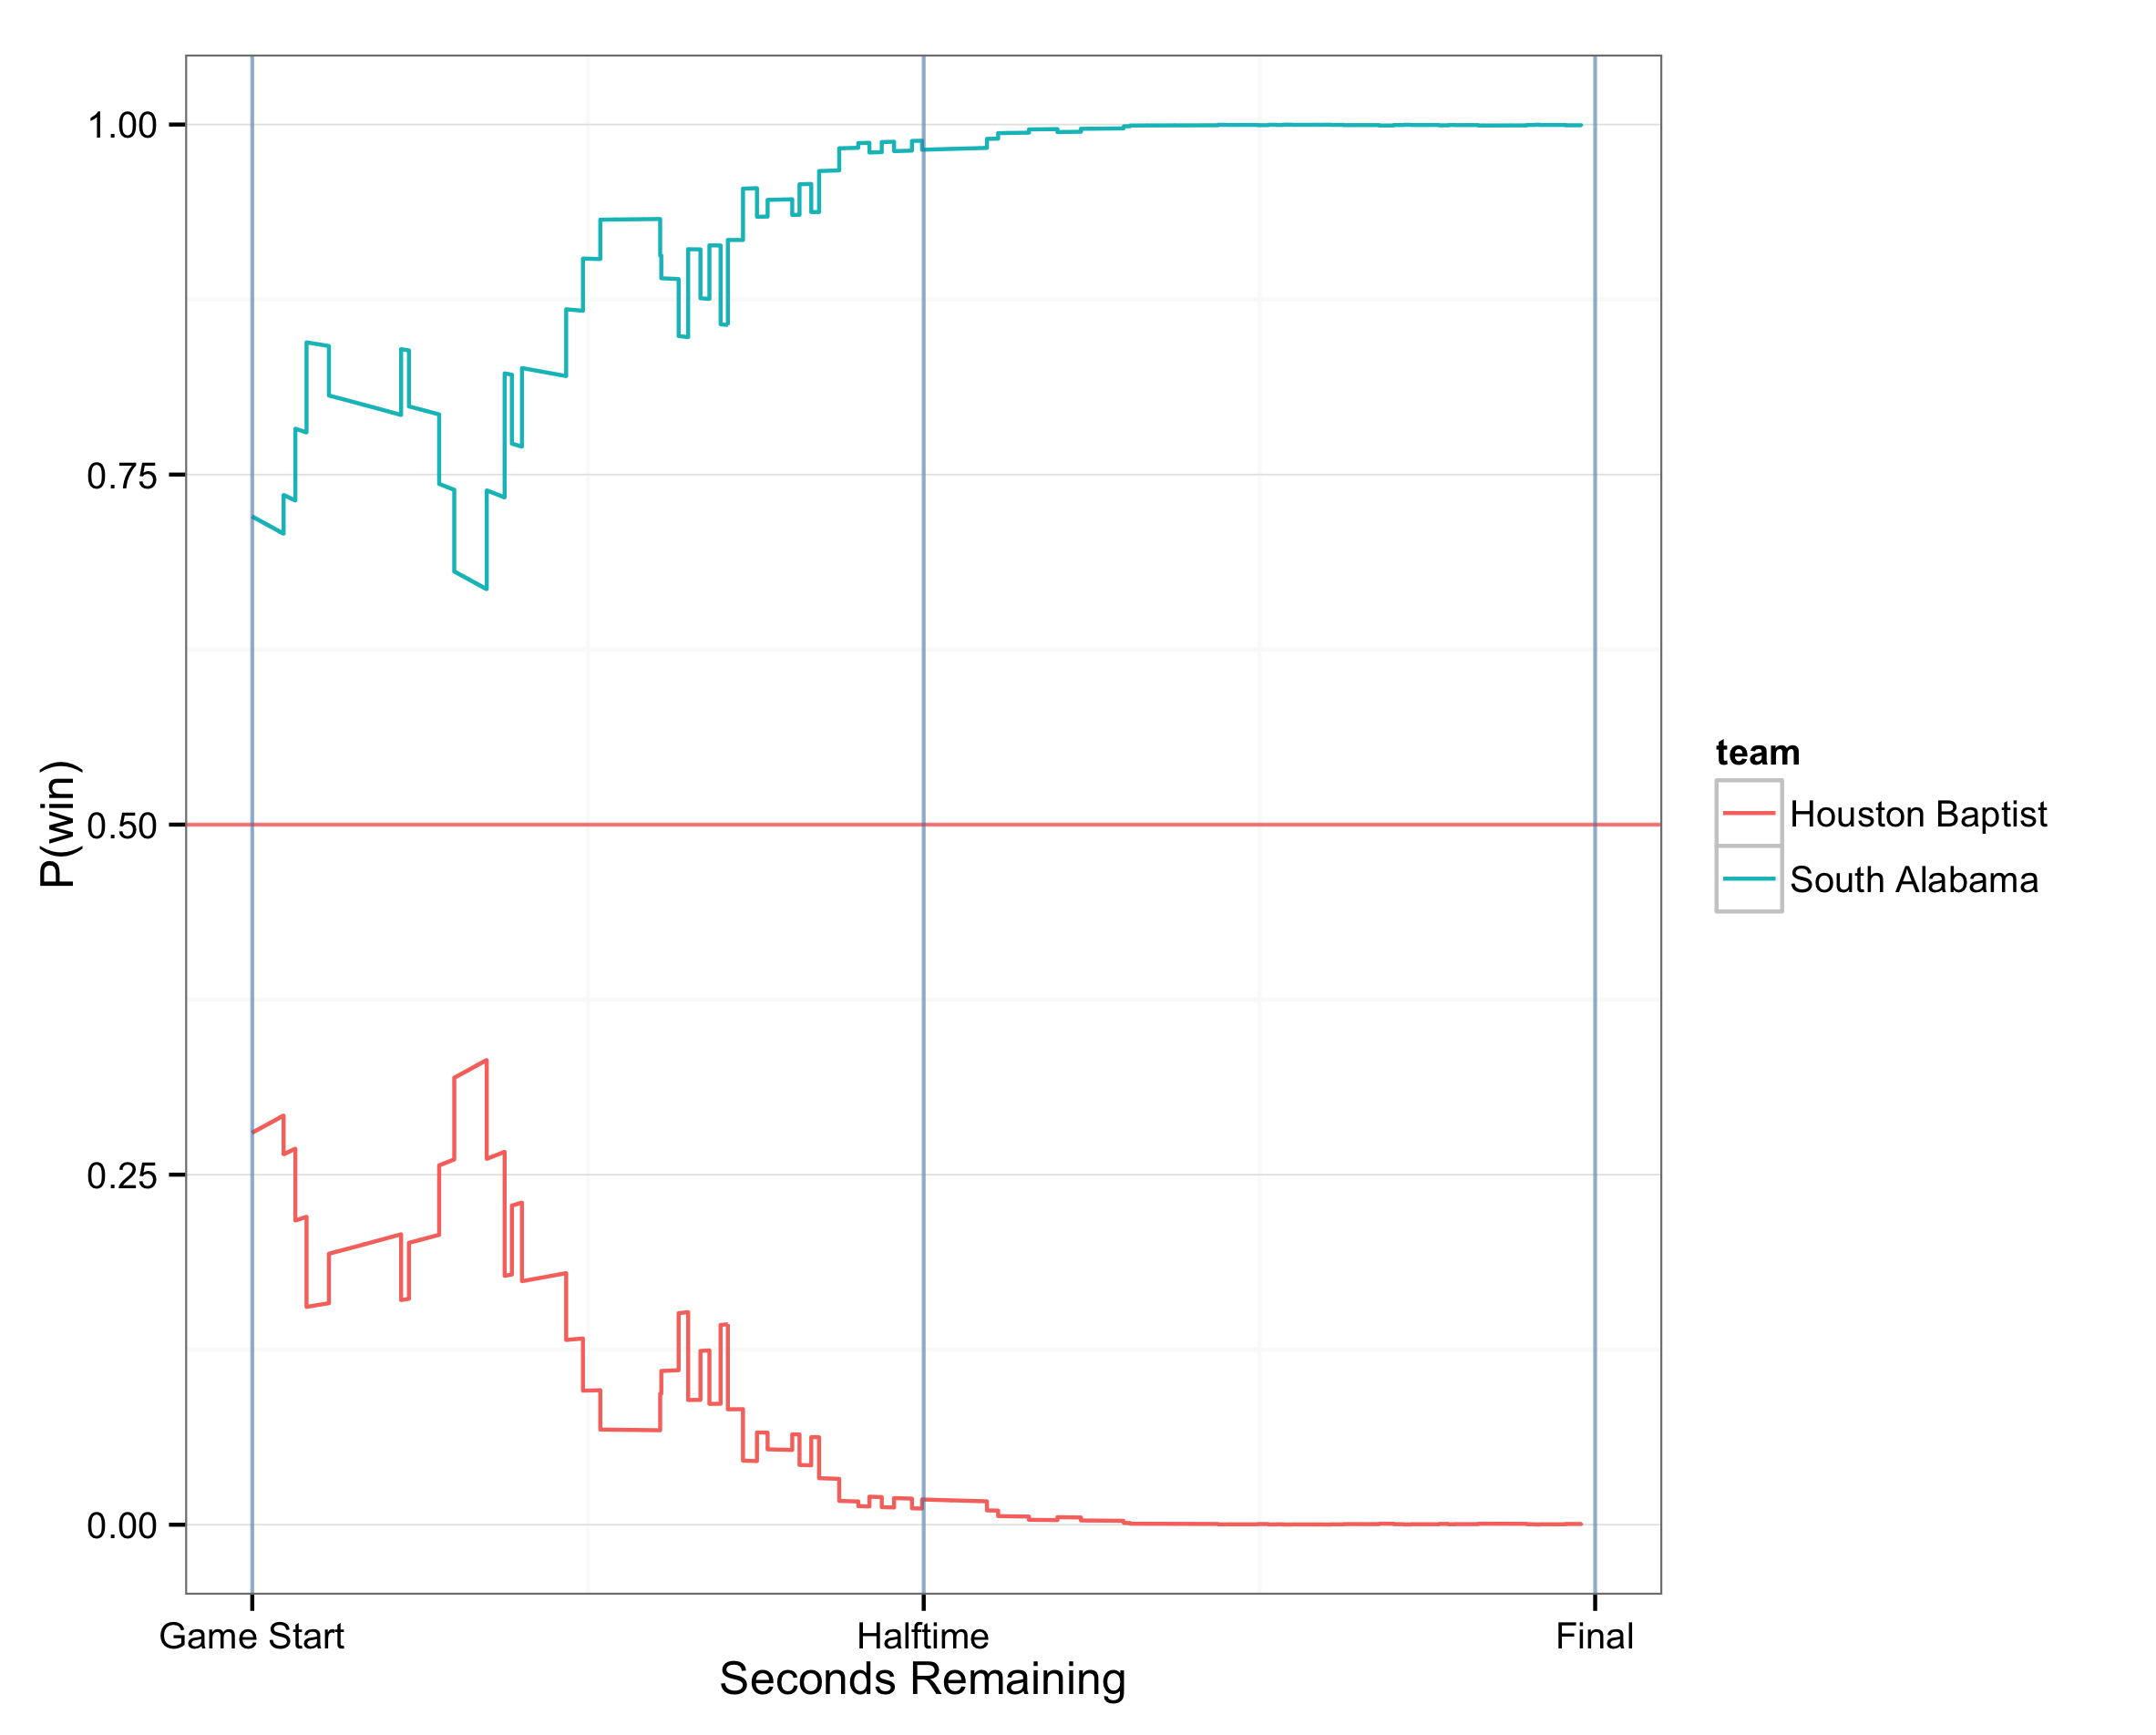 1.00
0.75
0.50
0.25
0.00
P(win)
Game Start
Halftime
Final
Seconds Remaining
team
Houston Baptist
South Alabama